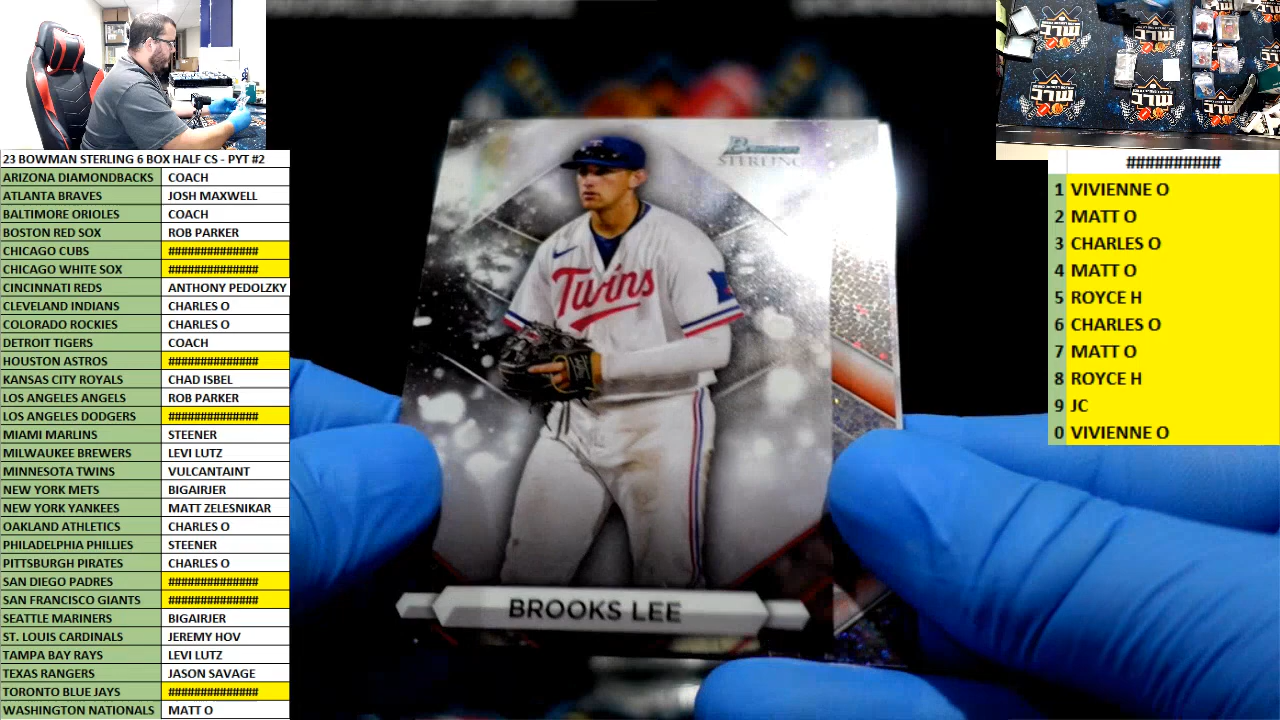 23 BOWMAN STERLING 6 BOX HALF CS - PYT #2
ARIZONA DIAMONDBACKS COACH
ATLANTA BRAVES JOSH MAXWELL
BALTIMORE ORIOLES COACH
BOSTON RED SOX ROB PARKER
CHICAGO CUBS ##############
CHICAGO WHITE SOX ##############
CINCINNATI REDS ANTHONY PEDOLZKY
CLEVELAND INDIANS CHARLES O
COLORADO ROCKIES CHARLES O
DETROIT TIGERS COACH
HOUSTON ASTROS ##############
KANSAS CITY ROYALS CHAD ISBEL
LOS ANGELES ANGELS ROB PARKER
LOS ANGELES DODGERS ##############
MIAMI MARLINS STEENER
MILWAUKEE BREWERS LEVI LUTZ
MINNESOTA TWINS VULCANTAINT
NEW YORK METS BIGAIRJER
NEW YORK YANKEES MATT ZELESNIKAR
OAKLAND ATHLETICS CHARLES O
PHILADELPHIA PHILLIES STEENER
PITTSBURGH PIRATES CHARLES O
SAN DIEGO PADRES ##############
SAN FRANCISCO GIANTS ##############
SEATTLE MARINERS BIGAIRJER
ST. LOUIS CARDINALS JEREMY HOV
TAMPA BAY RAYS LEVI LUTZ
TEXAS RANGERS JASON SAVAGE
TORONTO BLUE JAYS ##############
WASHINGTON NATIONALS MATT O
Bowman
STERLING
Twins
BROOKS LEE
##########
1 VIVIENNE O
2 MATT O
3 CHARLES O
4 MATT O
5 ROYCE H
6 CHARLES O
7 MATT O
8 ROYCE H
9 JC
0 VIVIENNE O